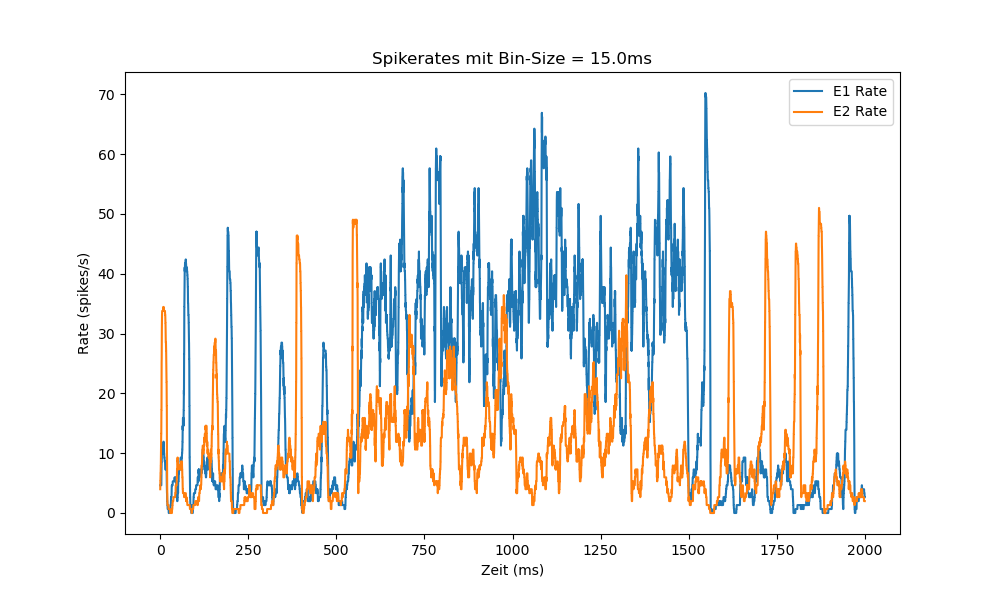 Spikerates mit Bin-Size = 15.0ms
E1 Rate
E2 Rate
70
60
50
40
30
20
10
0
Rate (spikes/s)
0 250 500 750 1000 1250 1500 1750 2000
Zeit (ms)